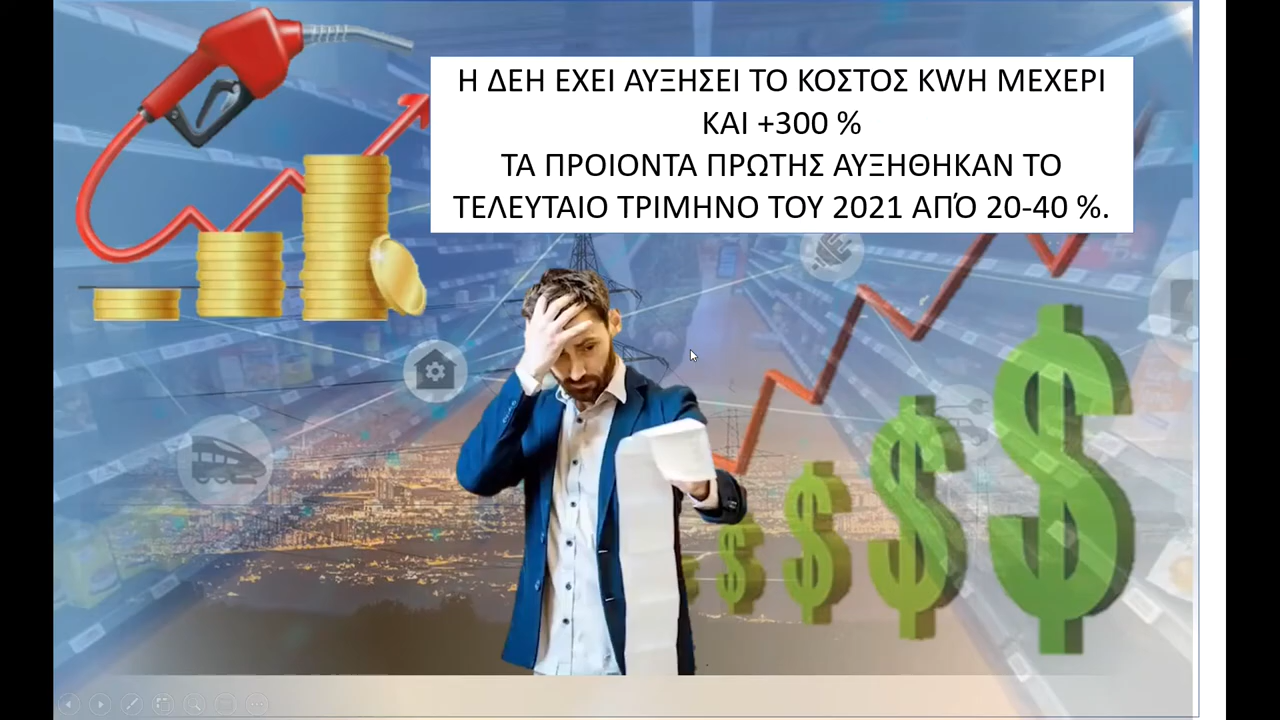 Η ΔΕΗ ΕΧΕΙ ΑΥΞΗΣΕΙ ΤΟ ΚΟΣΤΟΣ KWH ΜΕΧΕΡΙ
ΚΑΙ +300 %
ΤΑ ΠΡΟΙΟΝΤΑ ΠΡΩΤΗΣ ΑΥΞΗΘΗΚΑΝ ΤΟ
ΤΕΛΕΥΤΑΙΟ ΤΡΙΜΗΝΟ ΤΟΥ 2021 ΑΠΌ 20-40 %.